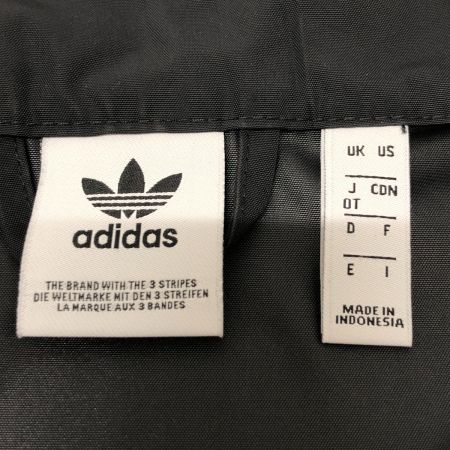 adidas
THE BRAND WITH THE 3 STRIPES
DIE WELTMARKE MIT DEN 3 STREIFEN
LA MARQUE AUX 3 BANDES
UK US
J CDN
OT
D F
E I
MADE IN
INDONESIA